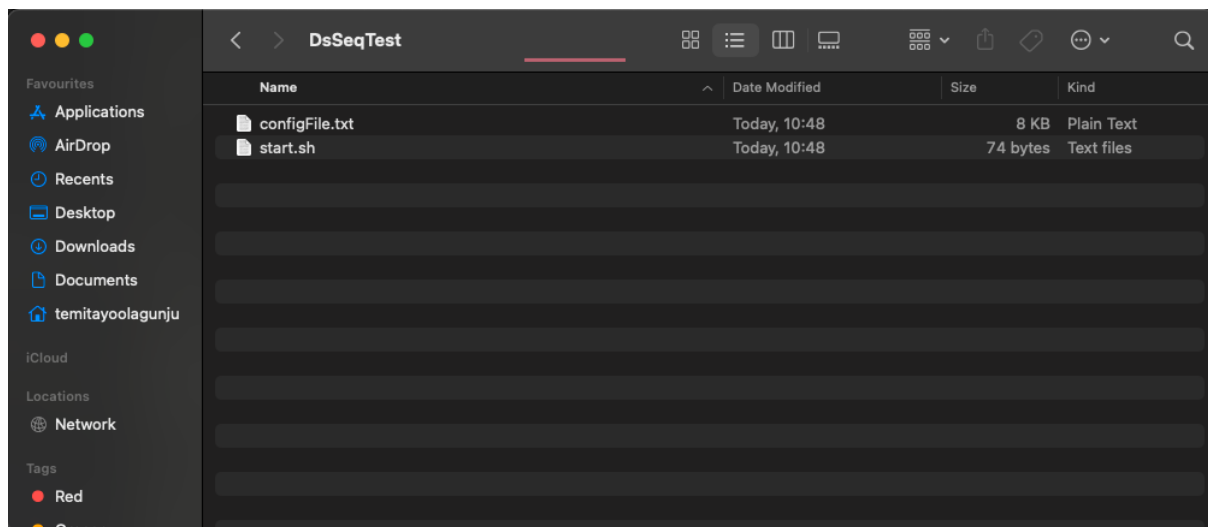 DsSeqTest
Favourites
Applications
AirDrop
Recents
Desktop
Downloads
Documents
temitayoolagunju
iCloud
Locations
Network
Tags
Red
Name Date Modified Size Kind
configFile.txt Today, 10:48 8 KB Plain Text
start.sh Today, 10:48 74 bytes Text files